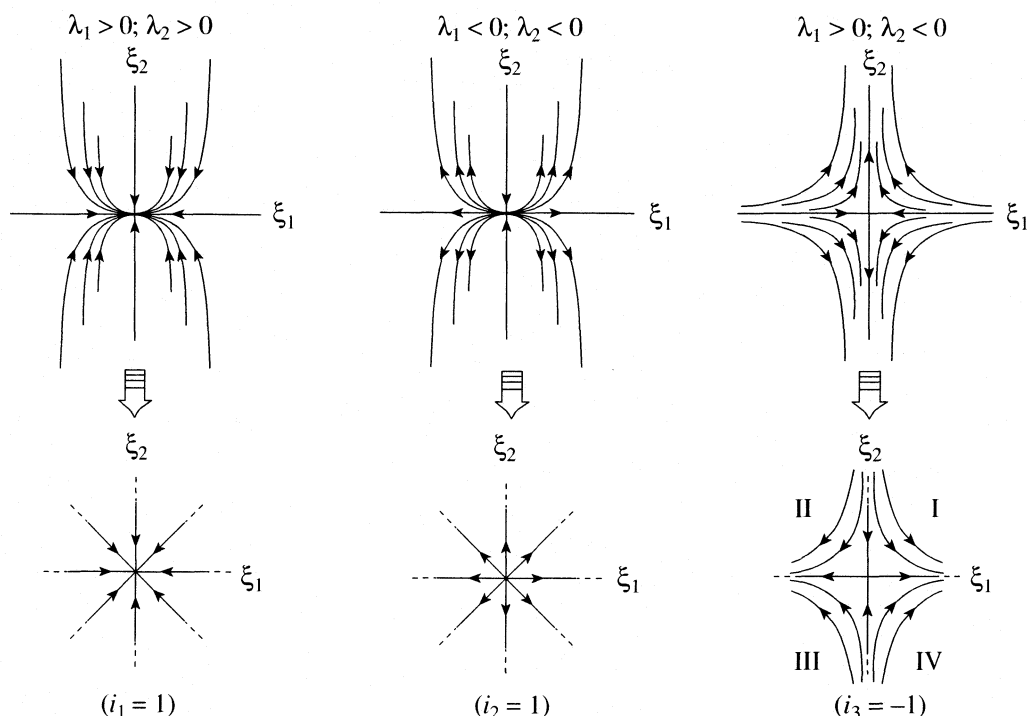 λ₁ > 0; λ₂ > 0
ξ₂
ξ₁
ξ₂
ξ₁
(i₁ = 1)
λ₁ < 0; λ₂ < 0
ξ₂
ξ₁
ξ₂
ξ₁
(i₂ = 1)
λ₁ > 0; λ₂ < 0
ξ₂
ξ₁
ξ₂
II I
ξ₁
III IV
(i₃ = −1)